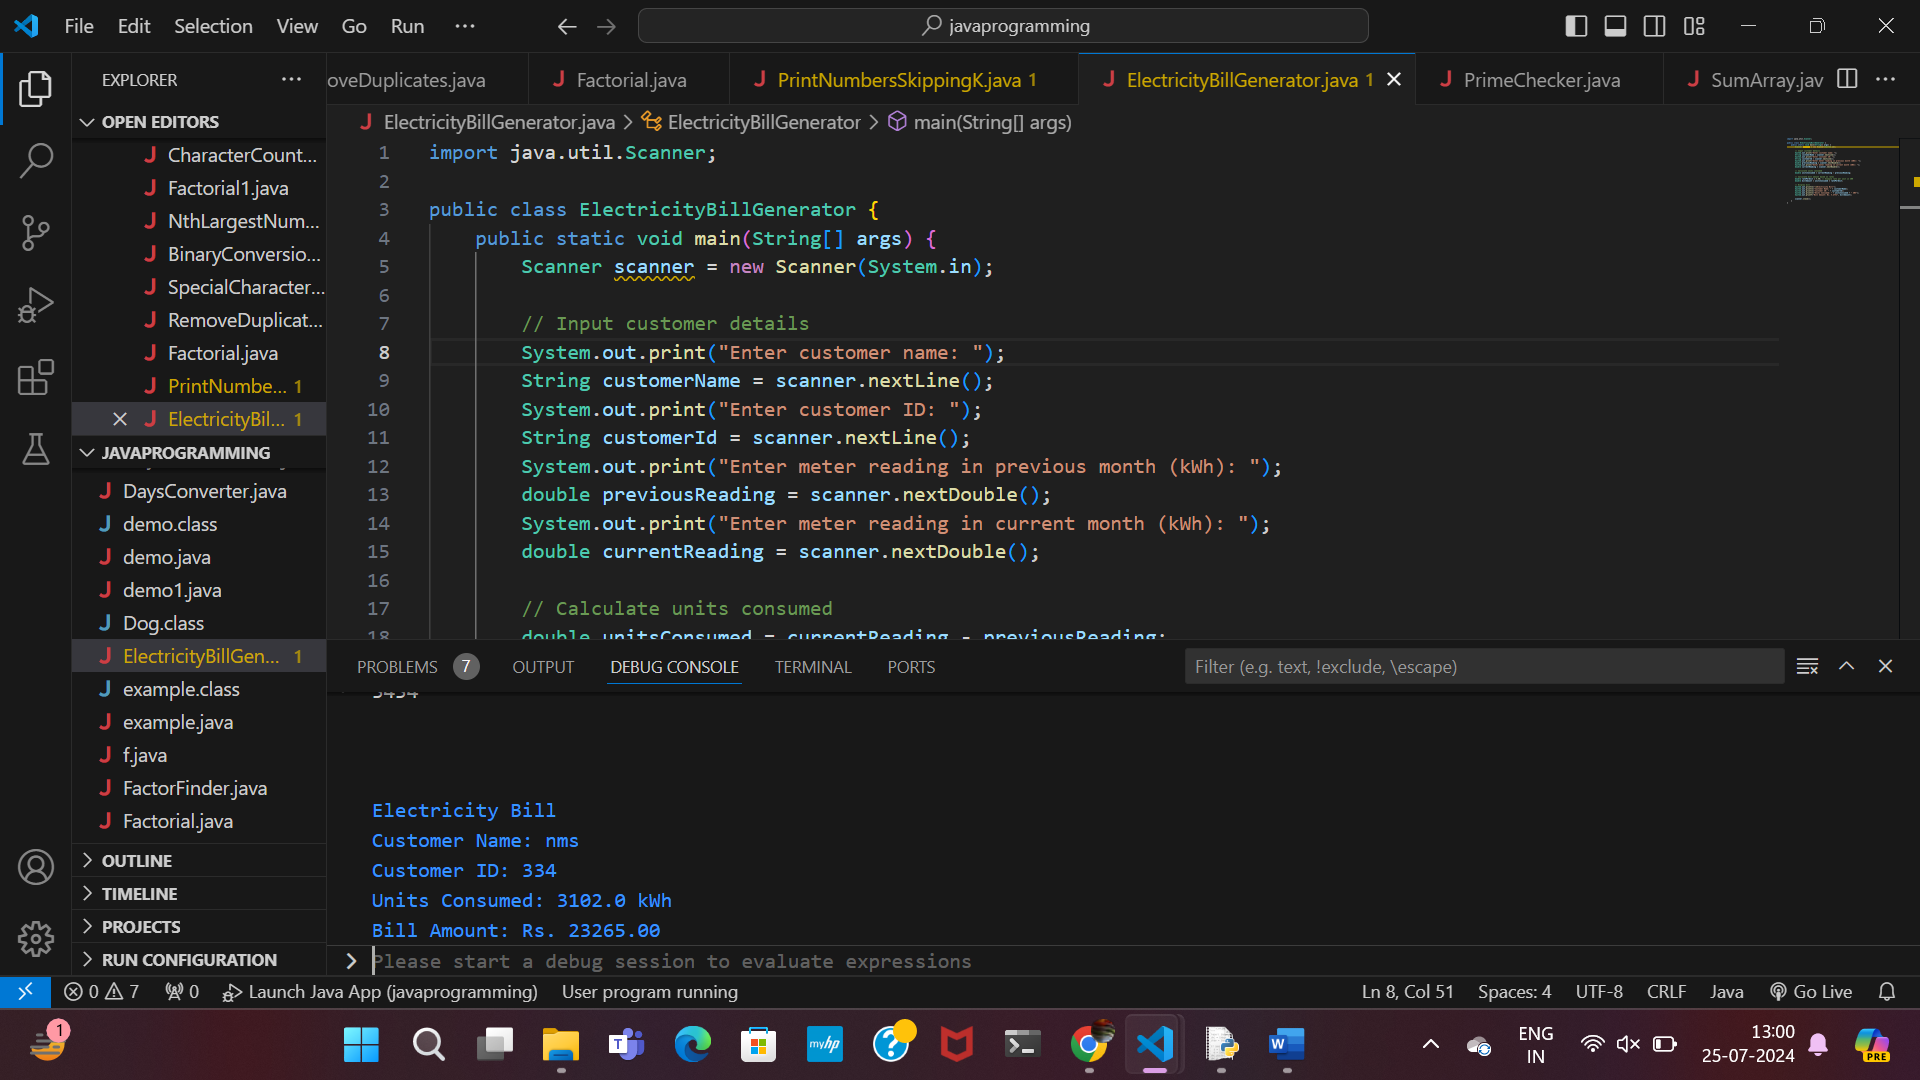 File Edit Selection View Go Run ··· javaprogramming
EXPLORER
oveDuplicates.java Factorial.java PrintNumbersSkippingK.java 1 ElectricityBillGenerator.java 1 PrimeChecker.java SumArray.jav
OPEN EDITORS
CharacterCount...
Factorial1.java
NthLargestNum...
BinaryConversio...
SpecialCharacter...
RemoveDuplicat...
Factorial.java
PrintNumbe... 1
ElectricityBil... 1
JAVAPROGRAMMING
DaysConverter.java
demo.class
demo.java
demo1.java
Dog.class
ElectricityBillGen... 1
example.class
example.java
f.java
FactorFinder.java
Factorial.java
OUTLINE
TIMELINE
PROJECTS
RUN CONFIGURATION
ElectricityBillGenerator.java > ElectricityBillGenerator > main(String[] args)
1 import java.util.Scanner;
2
3 public class ElectricityBillGenerator {
4 public static void main(String[] args) {
5 Scanner scanner = new Scanner(System.in);
6
7 // Input customer details
8 System.out.print("Enter customer name: ");
9 String customerName = scanner.nextLine();
10 System.out.print("Enter customer ID: ");
11 String customerId = scanner.nextLine();
12 System.out.print("Enter meter reading in previous month (kWh): ");
13 double previousReading = scanner.nextDouble();
14 System.out.print("Enter meter reading in current month (kWh): ");
15 double currentReading = scanner.nextDouble();
16
17 // Calculate units consumed
18 double unitsConsumed = currentReading - previousReading;
PROBLEMS 7 OUTPUT DEBUG CONSOLE TERMINAL PORTS Filter (e.g. text, !exclude, \escape)
Electricity Bill
Customer Name: nms
Customer ID: 334
Units Consumed: 3102.0 kWh
Bill Amount: Rs. 23265.00
Please start a debug session to evaluate expressions
0 7 0 Launch Java App (javaprogramming) User program running Ln 8, Col 51 Spaces: 4 UTF-8 CRLF Java Go Live
1 myhp ENG 13:00
IN 25-07-2024 PRE